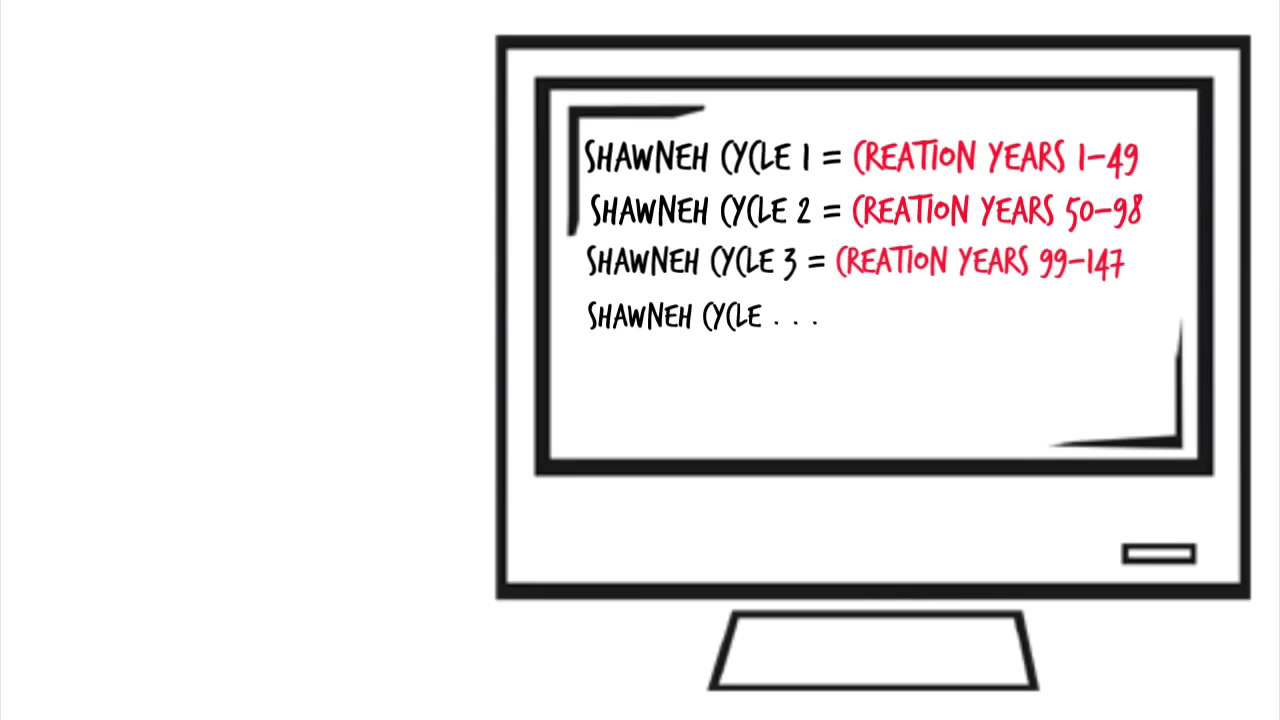 SHAWNEH CYCLE 1 = CREATION YEARS 1-49
SHAWNEH CYCLE 2 = CREATION YEARS 50-98
SHAWNEH CYCLE 3 = CREATION YEARS 99-147
SHAWNEH CYCLE . . .